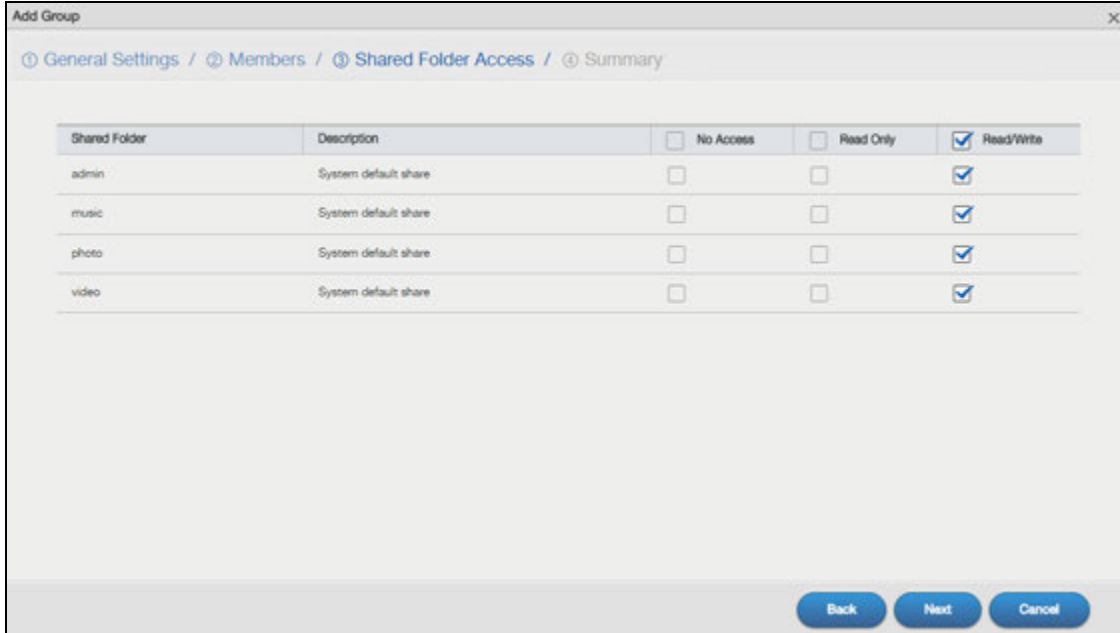 Add Group
① General Settings / ② Members / ③ Shared Folder Access / ④ Summary
Shared Folder Description No Access Read Only Read/Write
admin System default share
music System default share
photo System default share
video System default share
Back Next Cancel